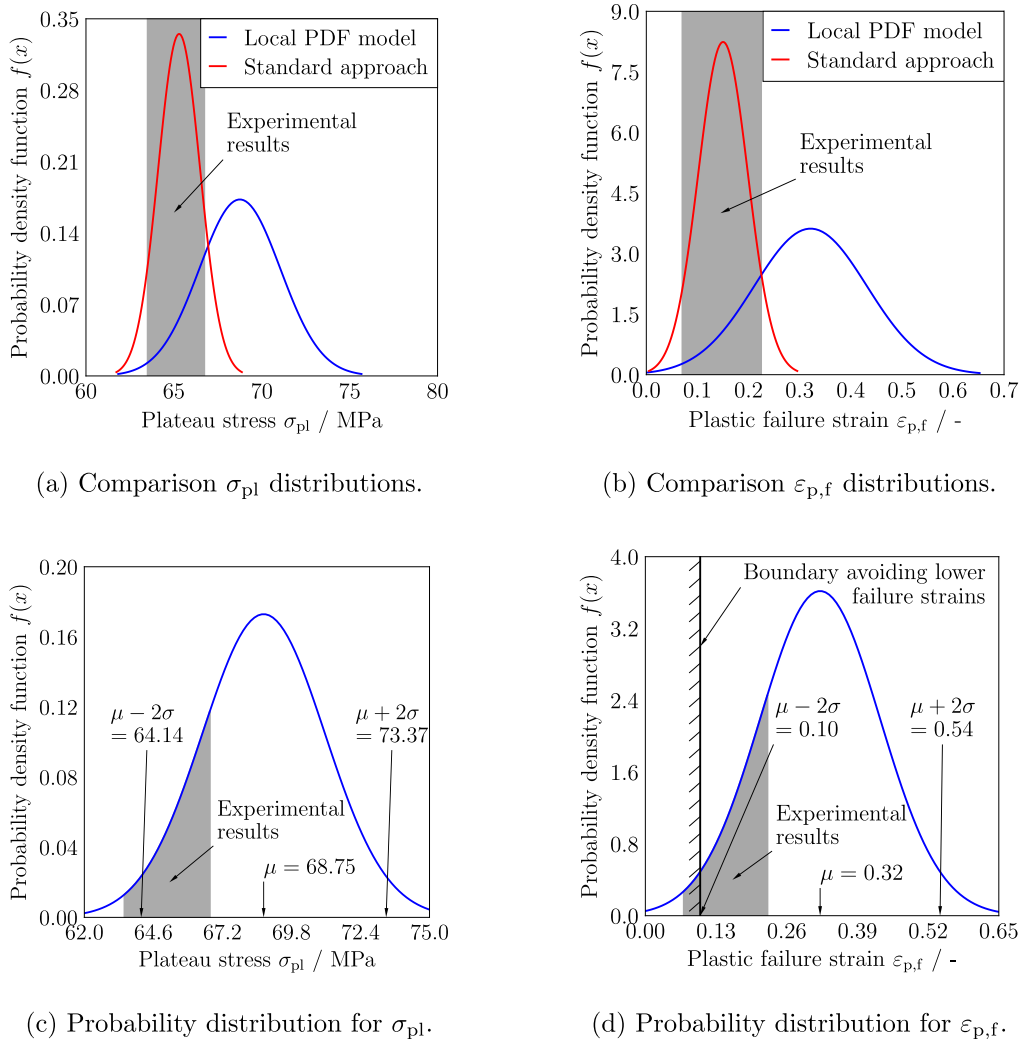 Probability density function f(x)
0.35
0.28
0.21
0.14
0.07
0.00
Local PDF model
Standard approach
Experimental
results
60
65
70
75
80
Plateau stress σpl / MPa
(a) Comparison σpl distributions.
Probability density function f(x)
9.0
7.5
6.0
4.5
3.0
1.5
0.0
Local PDF model
Standard approach
Experimental
results
0.0
0.1
0.2
0.3
0.4
0.5
0.6
0.7
Plastic failure strain εp,f / -
(b) Comparison εp,f distributions.
Probability density function f(x)
0.20
0.16
0.12
0.08
0.04
0.00
μ − 2σ
= 64.14
μ + 2σ
= 73.37
Experimental
results
μ = 68.75
62.0
64.6
67.2
69.8
72.4
75.0
Plateau stress σpl / MPa
(c) Probability distribution for σpl.
Probability density function f(x)
4.0
3.2
2.4
1.6
0.8
0.0
Boundary avoiding lower
failure strains
μ − 2σ
= 0.10
μ + 2σ
= 0.54
Experimental
results
μ = 0.32
0.00
0.13
0.26
0.39
0.52
0.65
Plastic failure strain εp,f / -
(d) Probability distribution for εp,f.